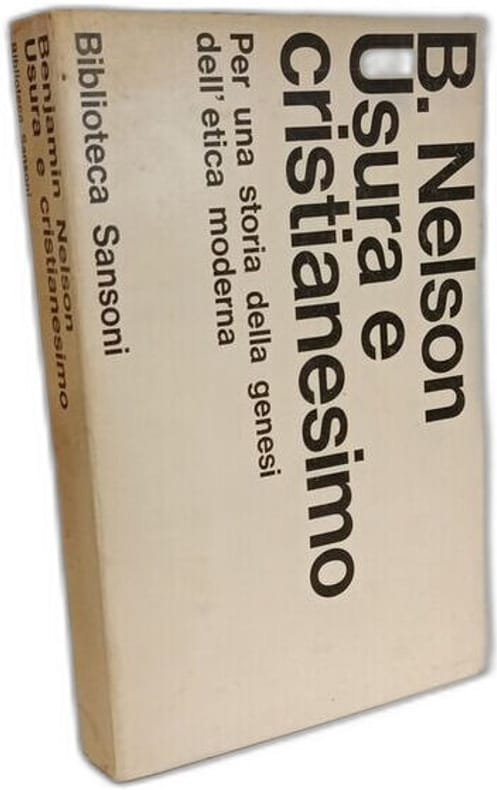 B. Nelson
Usura e
cristianesimo
Per una storia della genesi
dell'etica moderna
Biblioteca Sansoni
Benjamin Nelson
Usura e cristianesimo
Biblioteca Sansoni